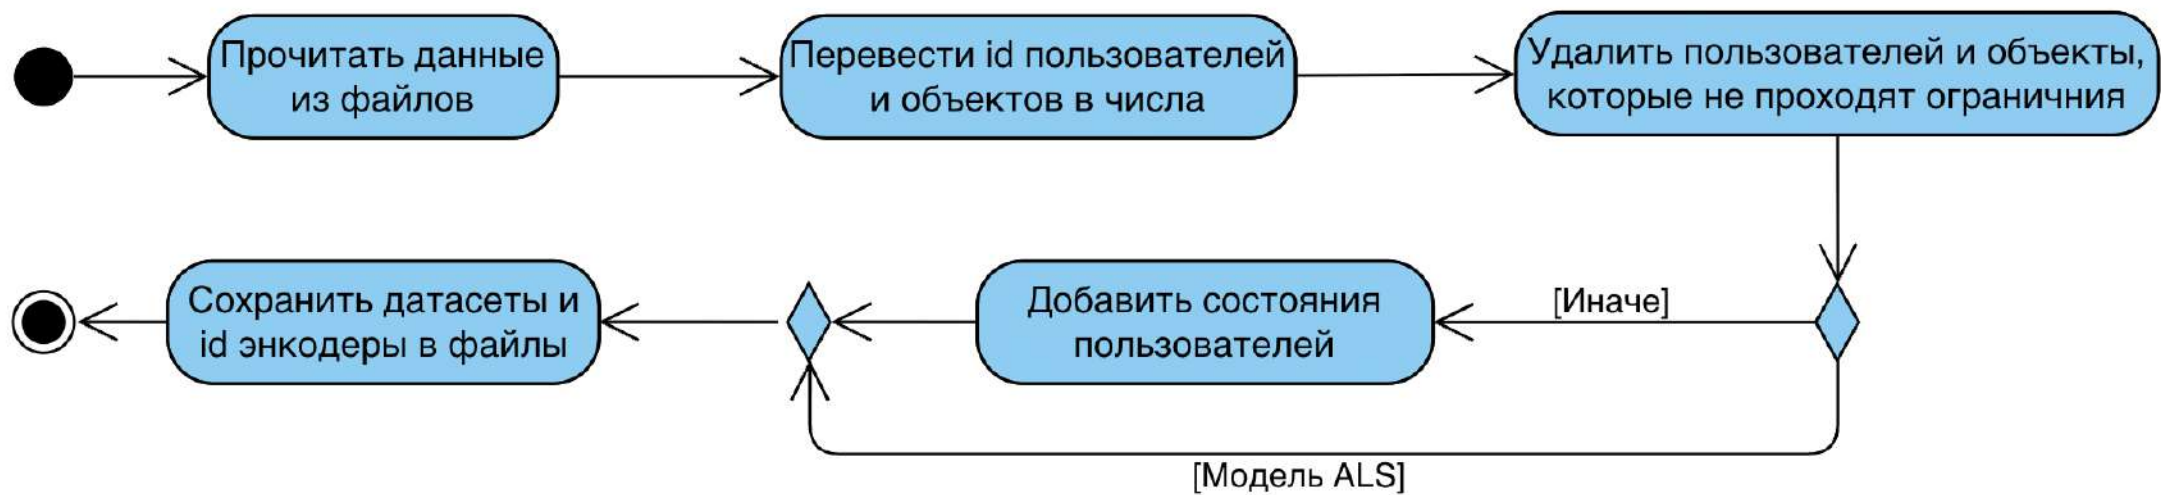 Прочитать данные
из файлов
Перевести id пользователей
и объектов в числа
Удалить пользователей и объекты,
которые не проходят ограничния
[Иначе]
Добавить состояния
пользователей
Сохранить датасеты и
id энкодеры в файлы
[Модель ALS]